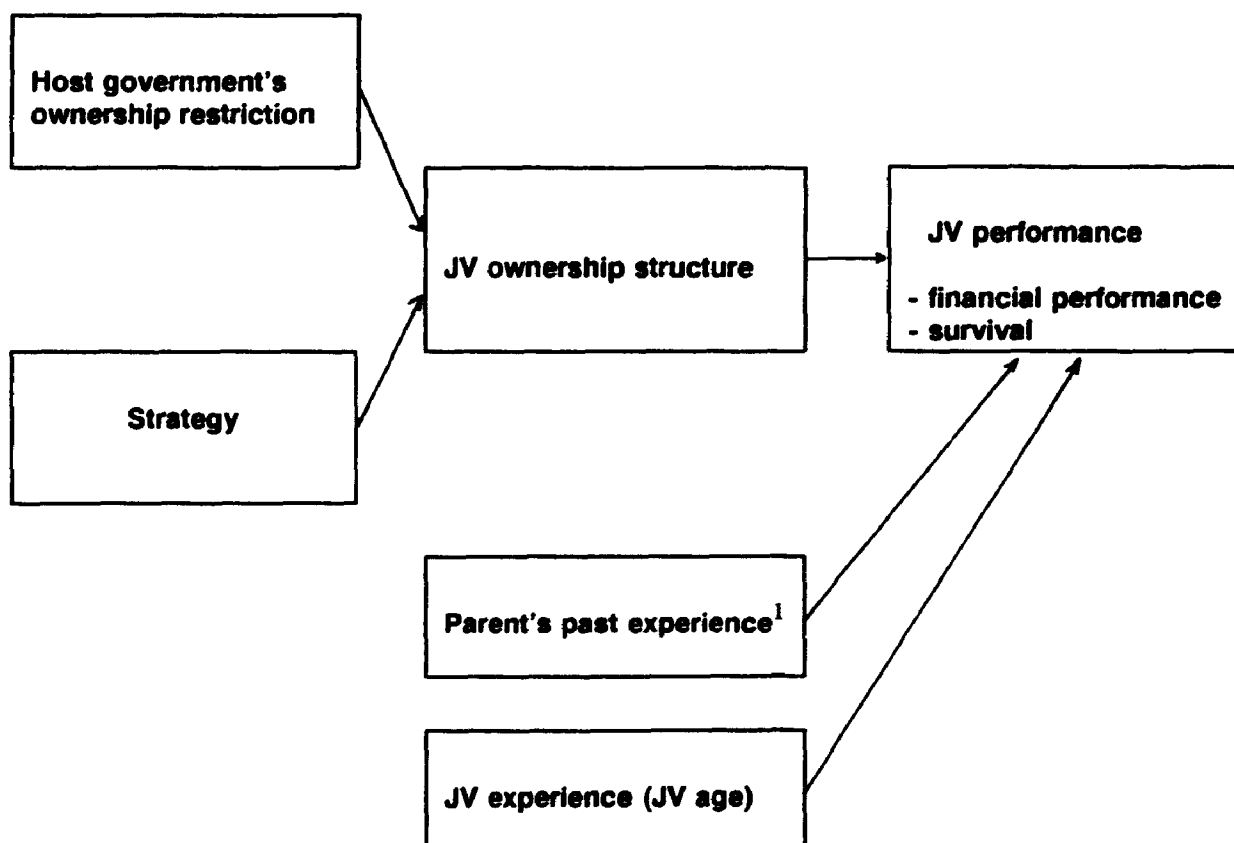 Host government's
ownership restriction
JV ownership structure
JV performance
- financial performance
- survival
Strategy
Parent's past experience¹
JV experience (JV age)